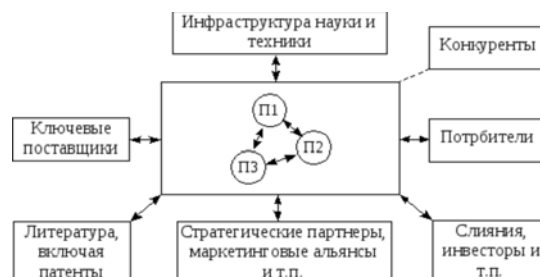 Инфраструктура науки и
техники
Конкуренты
П1
П2
П3
Ключевые
поставщики
Потрбители
Литература,
включая
патенты
Стратегические партнеры,
маркетинговые альянсы
и т.п.
Слияния,
инвесторы и
т.п.